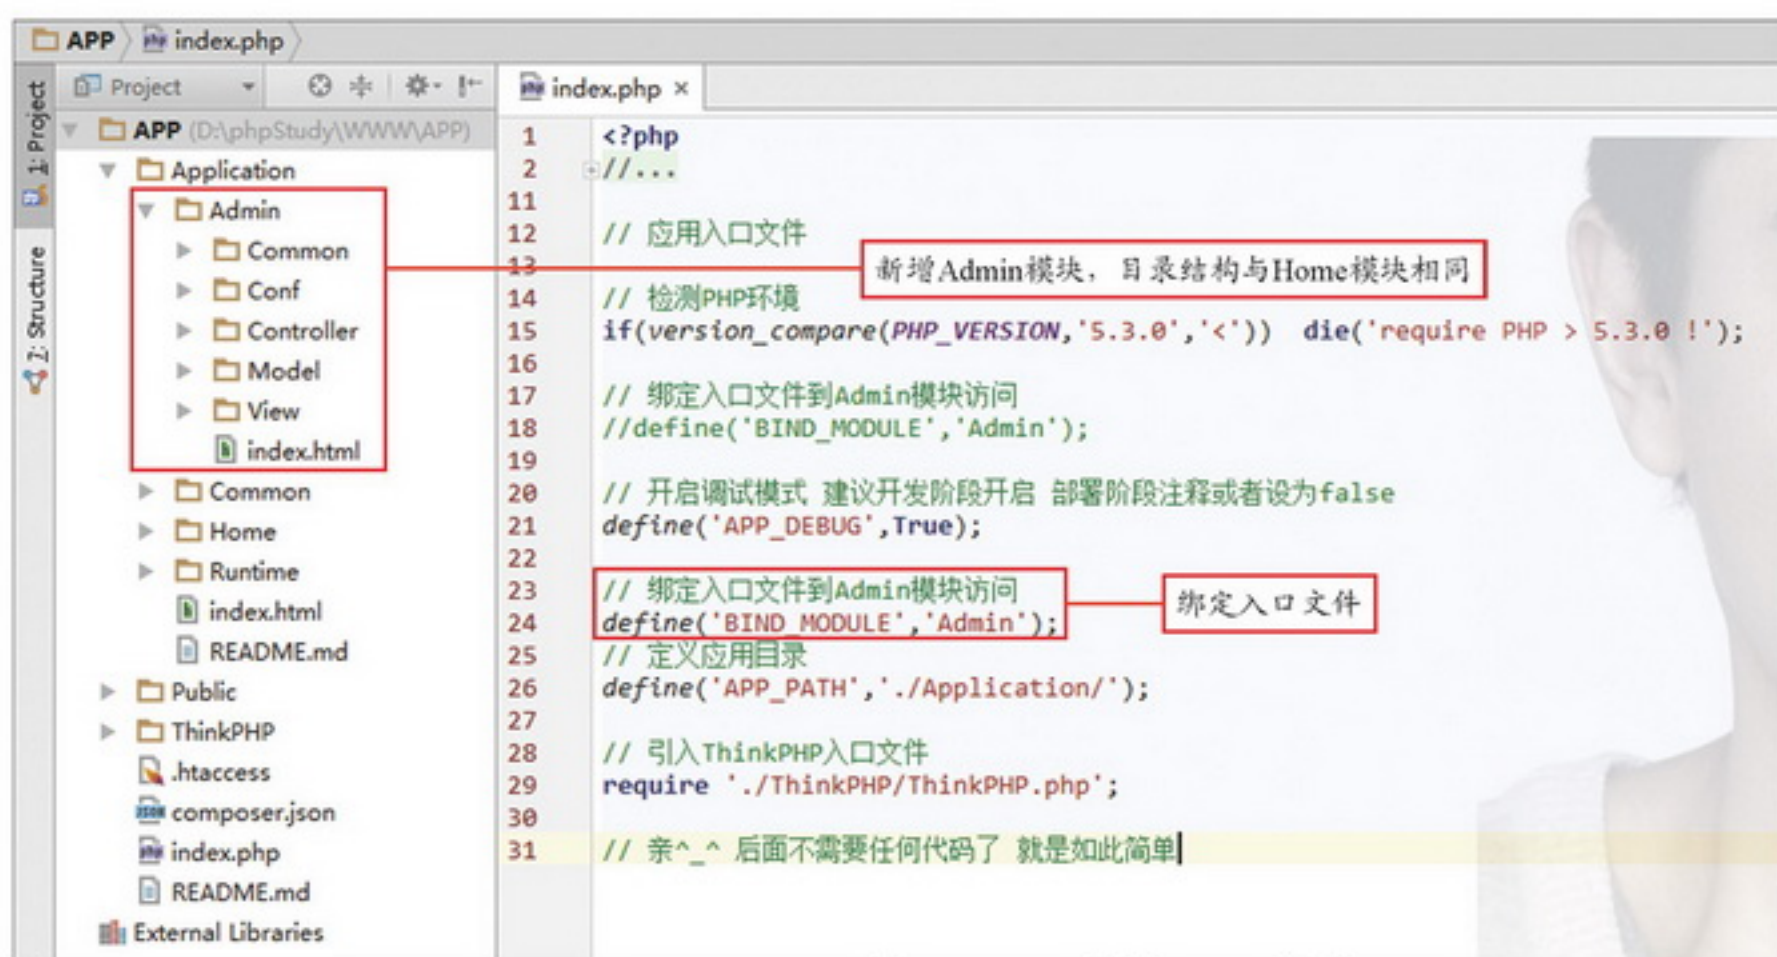 APP index.php
1: Project
Project
index.php ×
APP (D:\phpStudy\WWW\APP)
Application
Admin
Common
Conf
Controller
Model
View
index.html
Common
Home
Runtime
index.html
README.md
Public
ThinkPHP
.htaccess
composer.json
index.php
README.md
External Libraries
7: Structure
1 <?php
2 //...
11
12 // 应用入口文件
13
14 // 检测PHP环境
15 if(version_compare(PHP_VERSION,'5.3.0','<'))  die('require PHP > 5.3.0 !');
16
17 // 绑定入口文件到Admin模块访问
18 //define('BIND_MODULE','Admin');
19
20 // 开启调试模式 建议开发阶段开启 部署阶段注释或者设为false
21 define('APP_DEBUG',True);
22
23 // 绑定入口文件到Admin模块访问
24 define('BIND_MODULE','Admin');
25 // 定义应用目录
26 define('APP_PATH','./Application/');
27
28 // 引入ThinkPHP入口文件
29 require './ThinkPHP/ThinkPHP.php';
30
31 // 亲^_^ 后面不需要任何代码了 就是如此简单
新增Admin模块，目录结构与Home模块相同
绑定入口文件